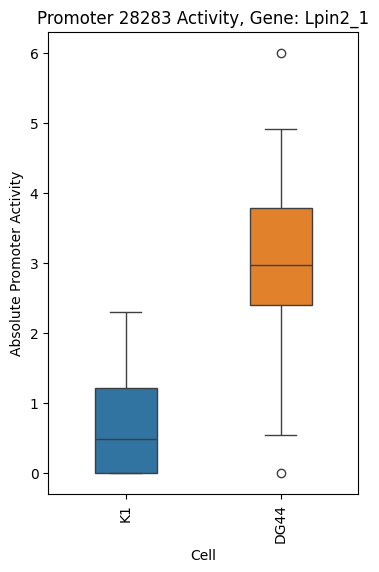 Promoter 28283 Activity, Gene: Lpin2_1
Absolute Promoter Activity
6
5
4
3
2
1
0
K1
DG44
Cell